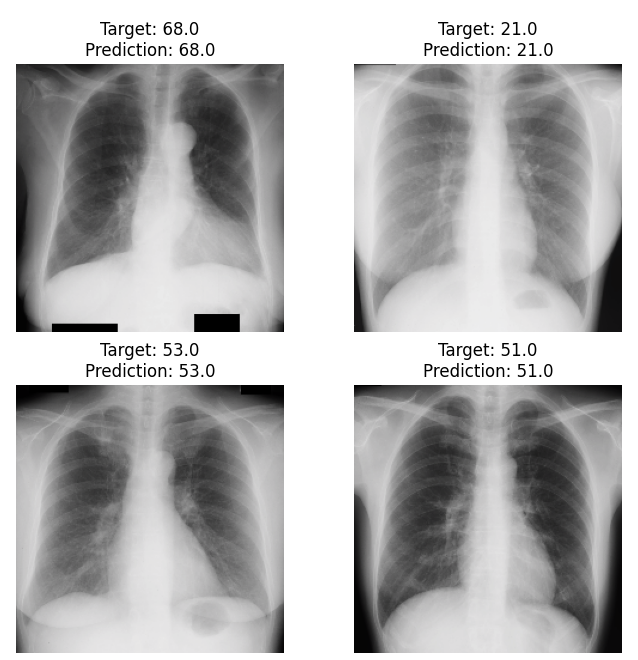 Target: 68.0
Prediction: 68.0
Target: 21.0
Prediction: 21.0
Target: 53.0
Prediction: 53.0
Target: 51.0
Prediction: 51.0